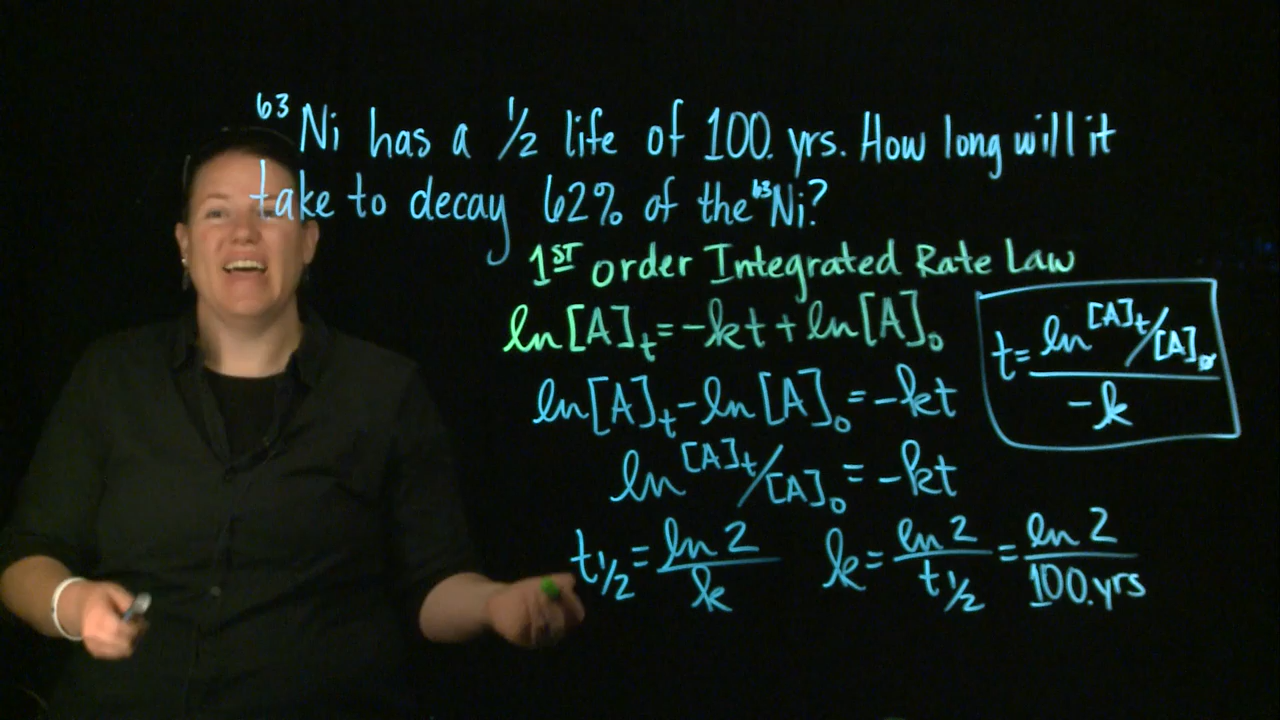 ⁶³Ni has a ½ life of 100. yrs. How long will it
take to decay 62% of the ⁶³Ni?
1ST order Integrated Rate Law
ln[A]ₜ = -kt + ln[A]₀
ln[A]ₜ - ln[A]₀ = -kt
ln [A]ₜ/[A]₀ = -kt
t = ln [A]ₜ/[A]₀ / -k
t½ = ln 2 / k
k = ln 2 / t½ = ln 2 / 100. yrs